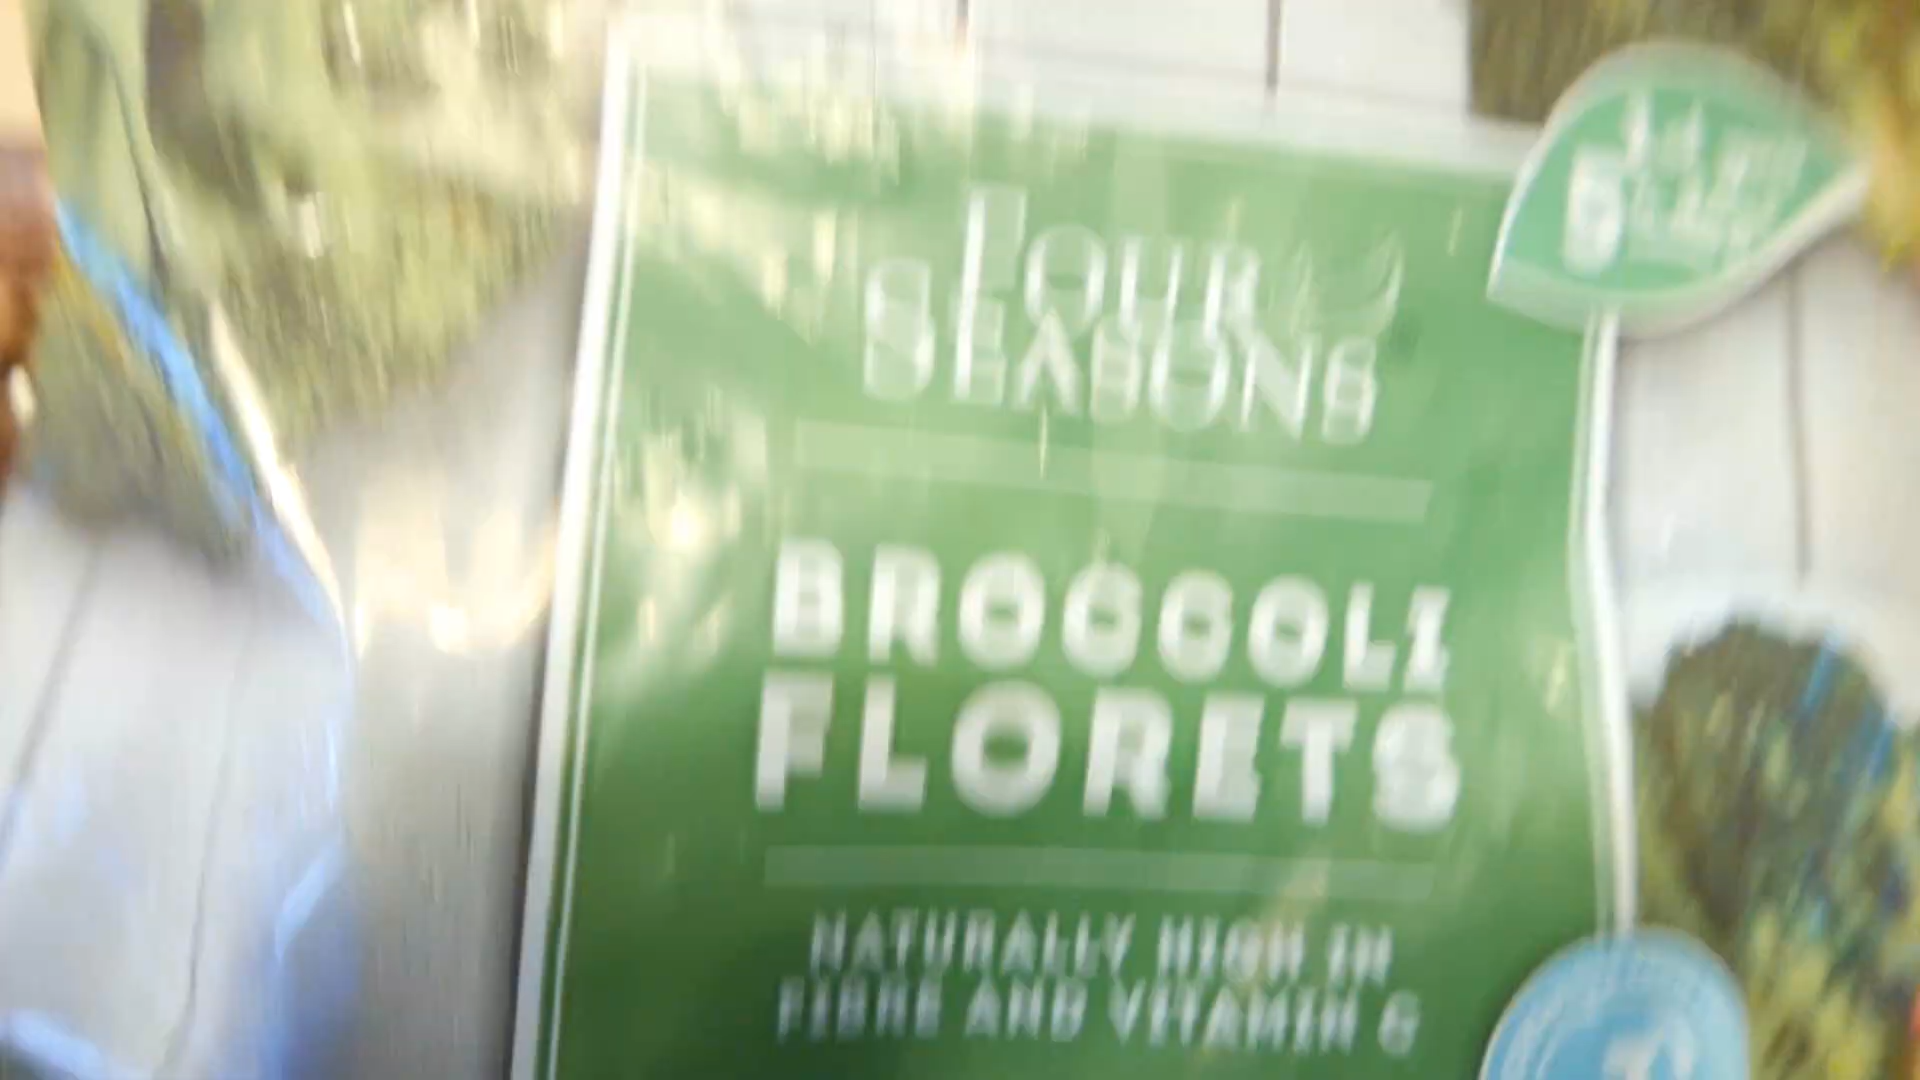 FOUR
SEASONS
BROCCOLI
FLORETS
NATURALLY HIGH IN
FIBRE AND VITAMIN C